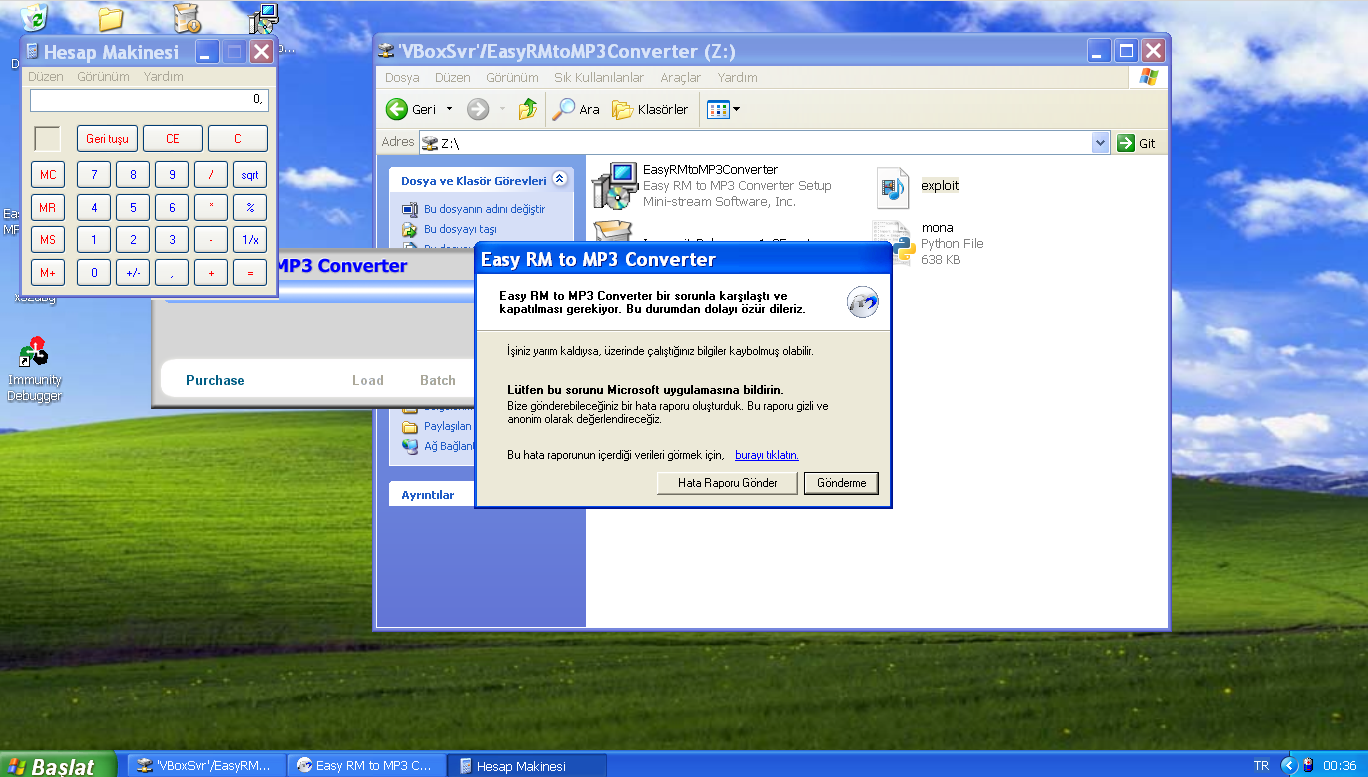 Hesap Makinesi
Düzen Görünüm Yardım
0,
Geri tuşu CE C
MC 7 8 9 / sqrt
MR 4 5 6 * %
MS 1 2 3 - 1/x
M+ 0 +/- , + =
'VBoxSvr'/EasyRMtoMP3Converter (Z:)
Dosya Düzen Görünüm Sık Kullanılanlar Araçlar Yardım
Geri Ara Klasörler
Adres Z:\ Git
Dosya ve Klasör Görevleri
Bu dosyanın adını değiştir
Bu dosyayı taşı
EasyRMtoMP3Converter
Easy RM to MP3 Converter Setup
Mini-stream Software, Inc.
exploit
mona
Python File
638 KB
MP3 Converter
Purchase Load Batch
Paylaşılan
Ağ Bağlant
Ayrıntılar
Easy RM to MP3 Converter
Easy RM to MP3 Converter bir sorunla karşılaştı ve
kapatılması gerekiyor. Bu durumdan dolayı özür dileriz.
İşiniz yarım kaldıysa, üzerinde çalıştığınız bilgiler kaybolmuş olabilir.
Lütfen bu sorunu Microsoft uygulamasına bildirin.
Bize gönderebileceğiniz bir hata raporu oluşturduk. Bu raporu gizli ve
anonim olarak değerlendireceğiz.
Bu hata raporunun içerdiği verileri görmek için, burayı tıklatın.
Hata Raporu Gönder Gönderme
Immunity
Debugger
Başlat 'VBoxSvr'/EasyRM... Easy RM to MP3 C... Hesap Makinesi TR 00:36